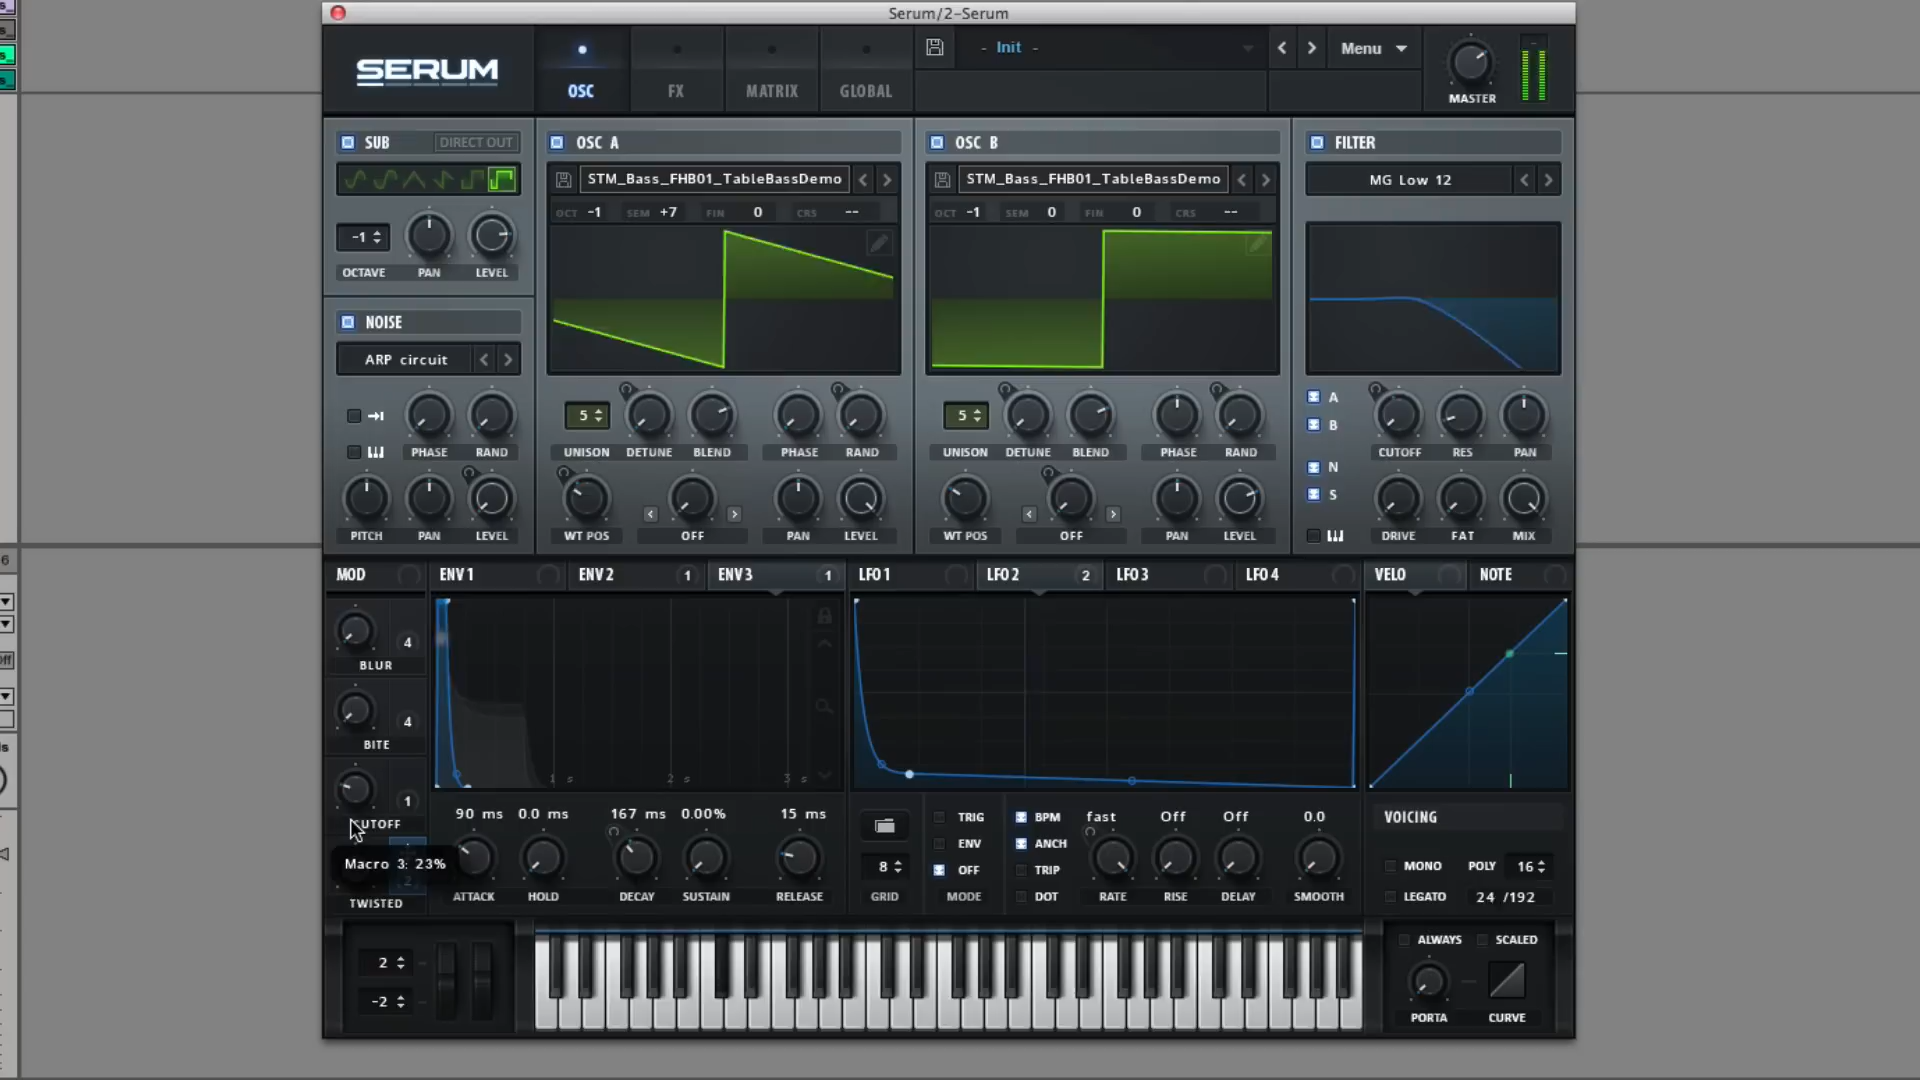 Serum/2-Serum
SERUM
OSC
FX
MATRIX
GLOBAL
- Init -
Menu
MASTER
SUB
DIRECT OUT
-1
OCTAVE
PAN
LEVEL
NOISE
ARP circuit
PHASE
RAND
PITCH
PAN
LEVEL
OSC A
STM_Bass_FHB01_TableBassDemo
OCT -1 SEM +7 FIN 0 CRS --
5
UNISON
DETUNE
BLEND
PHASE
RAND
WT POS
OFF
PAN
LEVEL
OSC B
STM_Bass_FHB01_TableBassDemo
OCT -1 SEM 0 FIN 0 CRS --
5
UNISON
DETUNE
BLEND
PHASE
RAND
WT POS
OFF
PAN
LEVEL
FILTER
MG Low 12
A
B
N
S
CUTOFF
RES
PAN
DRIVE
FAT
MIX
MOD
ENV 1
ENV 2 1
ENV 3 1
LFO 1
LFO 2 2
LFO 3
LFO 4
VELO
NOTE
4
BLUR
4
BITE
1
UTOFF
Macro 3: 23%
2
TWISTED
1 s
2 s
3 s
90 ms
0.0 ms
167 ms
0.00%
15 ms
ATTACK
HOLD
DECAY
SUSTAIN
RELEASE
8
GRID
TRIG
ENV
OFF
MODE
BPM
ANCH
TRIP
DOT
fast
Off
Off
0.0
RATE
RISE
DELAY
SMOOTH
VOICING
MONO
POLY 16
LEGATO
24 /192
2
-2
ALWAYS
SCALED
PORTA
CURVE